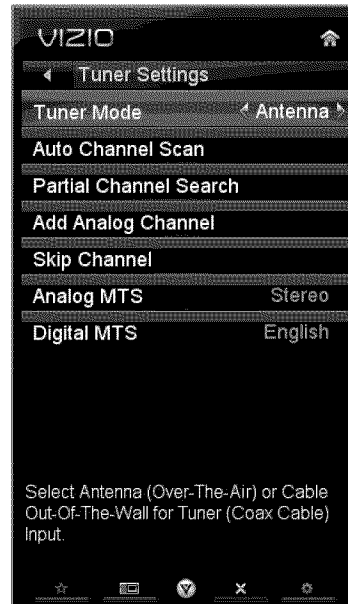 VIZIO
Tuner Settings
Tuner Mode Antenna
Auto Channel Scan
Partial Channel Search
Add Analog Channel
Skip Channel
Analog MTS Stereo
Digital MTS English
Select Antenna (Over-The-Air) or Cable
Out-Of-The-Wall for Tuner (Coax Cable)
Input.